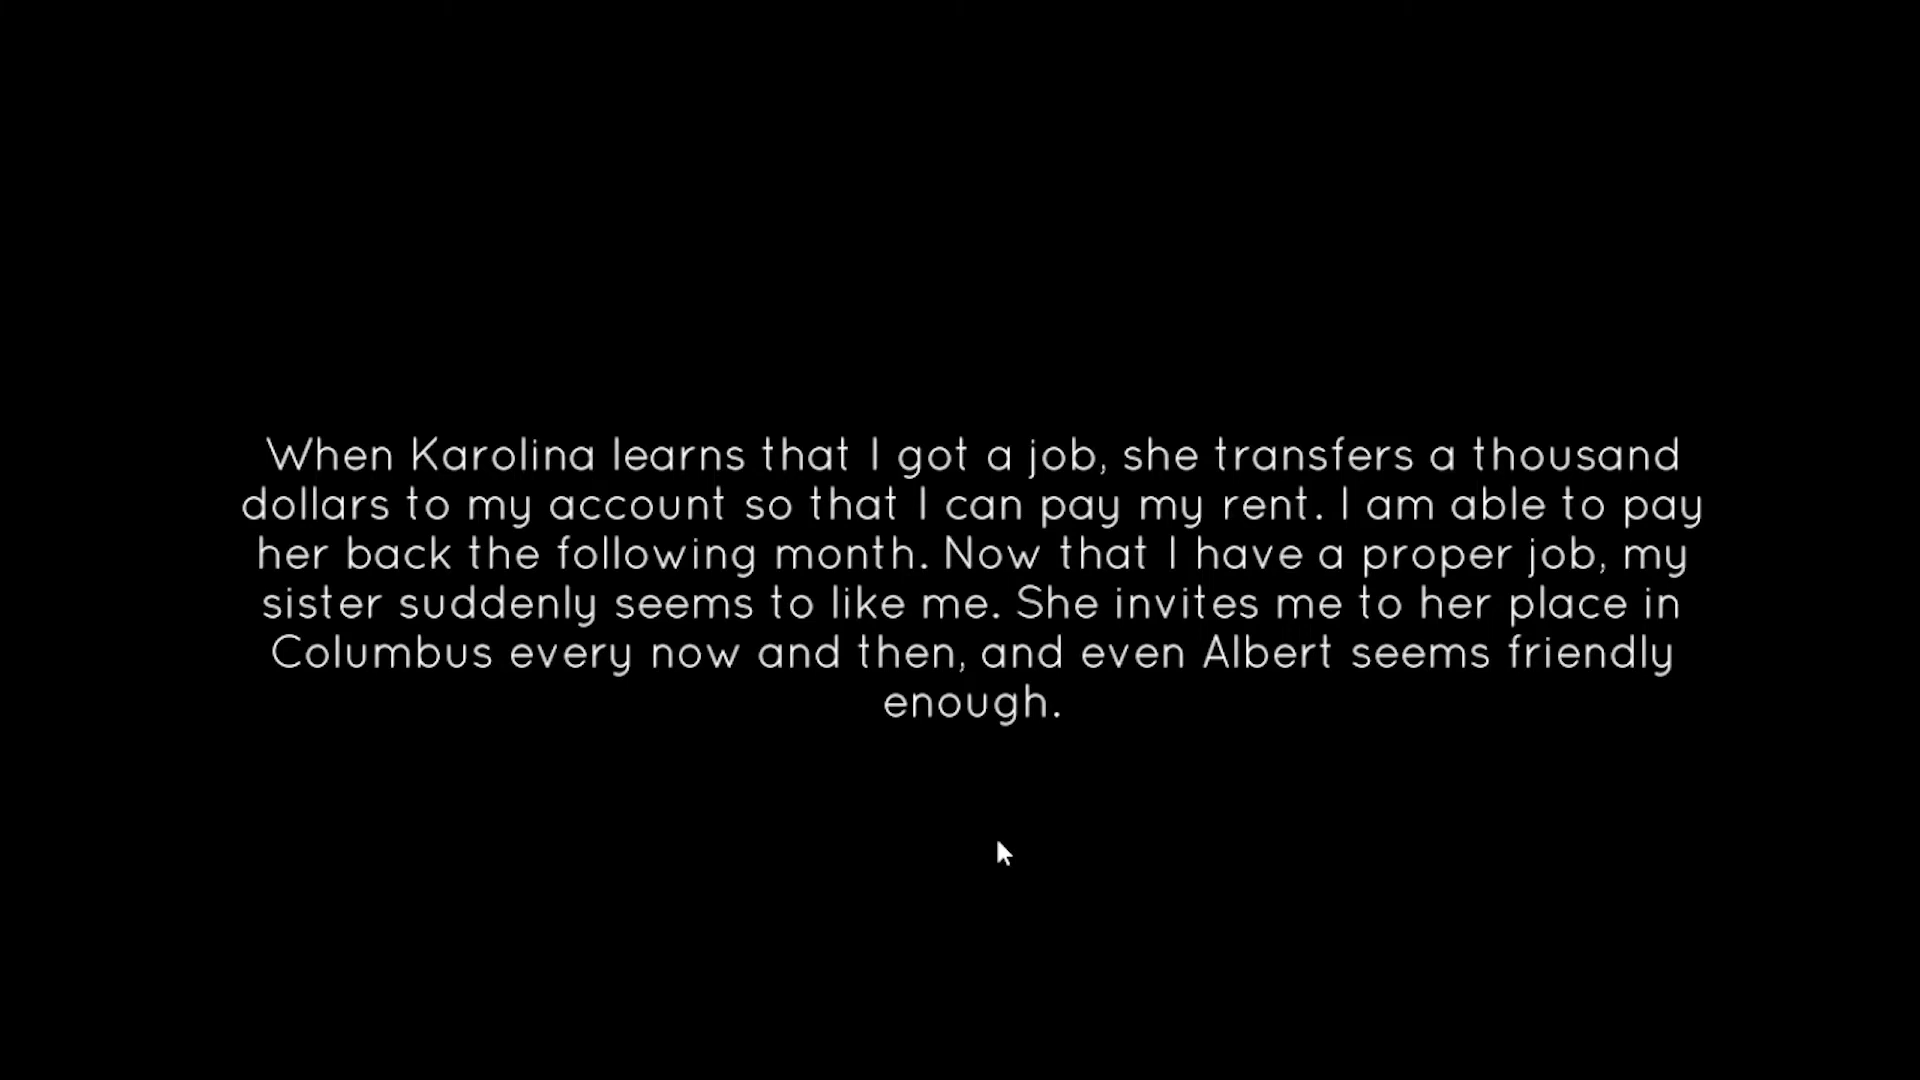 When Karolina learns that I got a job, she transfers a thousand
dollars to my account so that I can pay my rent. I am able to pay
her back the following month. Now that I have a proper job, my
sister suddenly seems to like me. She invites me to her place in
Columbus every now and then, and even Albert seems friendly
enough.